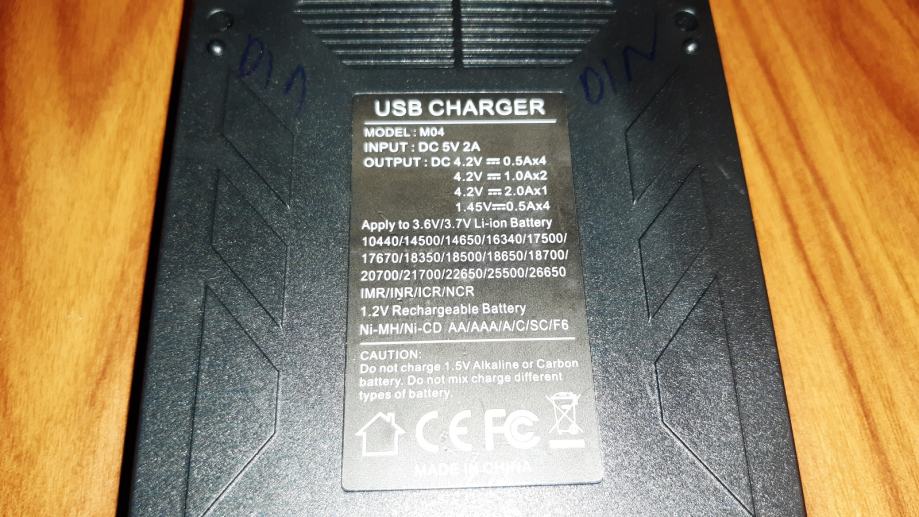 DIN
DIN
USB CHARGER
MODEL : M04
INPUT : DC 5V 2A
OUTPUT : DC 4.2V ⎓ 0.5Ax4
4.2V ⎓ 1.0Ax2
4.2V ⎓ 2.0Ax1
1.45V⎓0.5Ax4
Apply to 3.6V/3.7V Li-ion Battery
10440/14500/14650/16340/17500/
17670/18350/18500/18650/18700/
20700/21700/22650/25500/26650
IMR/INR/ICR/NCR
1.2V Rechargeable Battery
Ni-MH/Ni-CD AA/AAA/A/C/SC/F6
CAUTION:
Do not charge 1.5V Alkaline or Carbon
battery. Do not mix charge different
types of battery.
CE FC
MADE IN CHINA